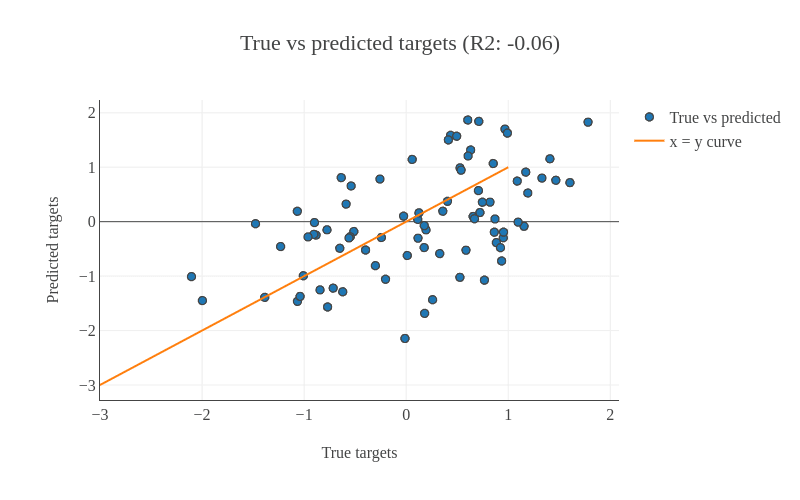 True vs predicted targets (R2: -0.06)
True vs predicted
x = y curve
2
1
0
−1
−2
−3
Predicted targets
−3
−2
−1
0
1
2
True targets